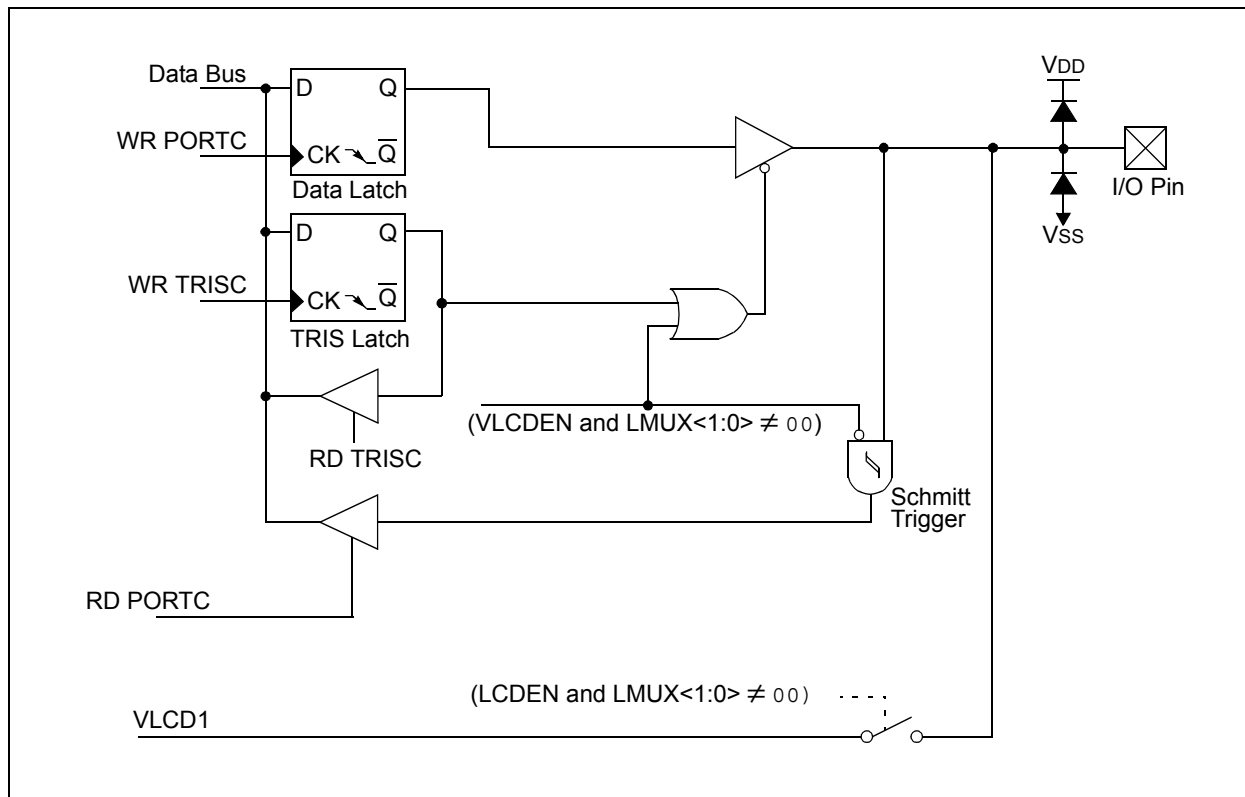 Data Bus
D Q
WR PORTC
CK Q̅
Data Latch
D Q
WR TRISC
CK Q̅
TRIS Latch
RD TRISC
(VLCDEN and LMUX<1:0> ≠ 00)
Schmitt
Trigger
VDD
I/O Pin
VSS
RD PORTC
(LCDEN and LMUX<1:0> ≠ 00)
VLCD1